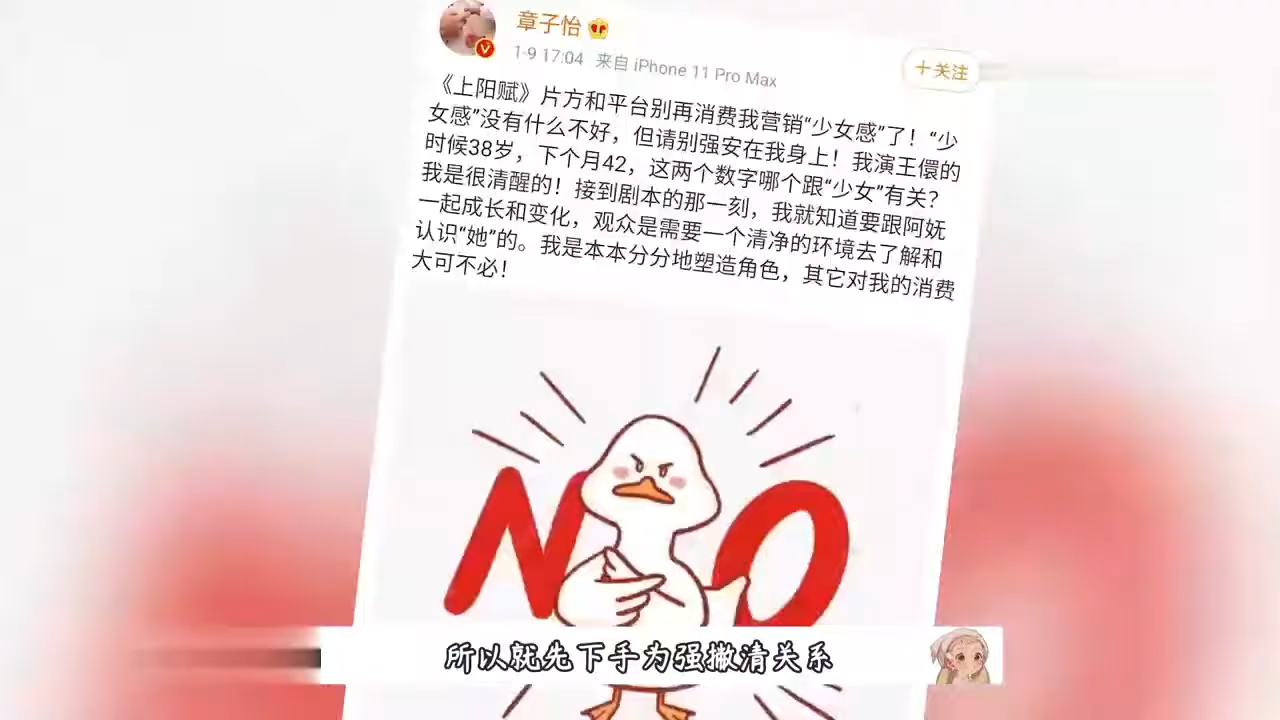 章子怡
1-9 17:04 来自 iPhone 11 Pro Max
+关注
《上阳赋》片方和平台别再消费我营销“少女感”了！“少
女感”没有什么不好，但请别强安在我身上！我演王儇的
时候38岁，下个月42，这两个数字哪个跟“少女”有关？
我是很清醒的！接到剧本的那一刻，我就知道要跟阿妩
一起成长和变化，观众是需要一个清净的环境去了解和
认识“她”的。我是本本分分地塑造角色，其它对我的消费
大可不必！
NO
所以就先下手为强撇清关系